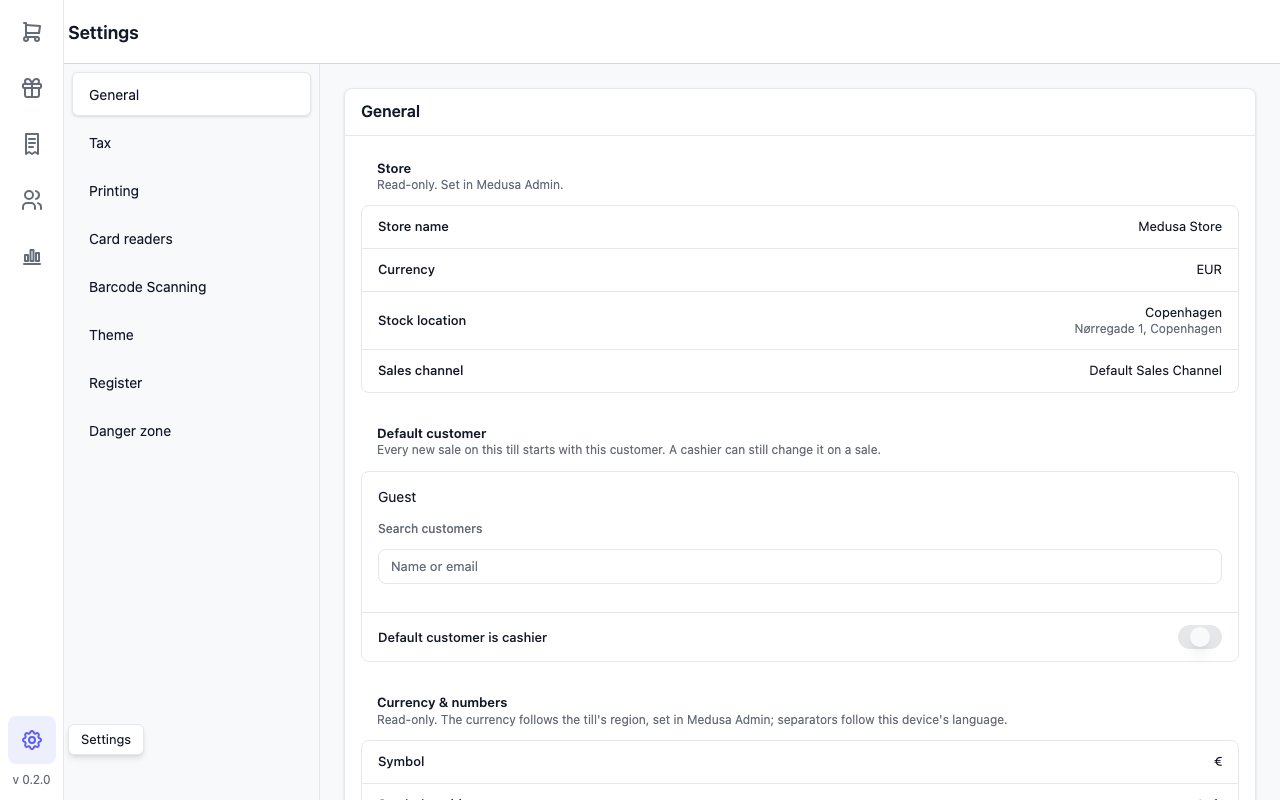 Settings
General
Tax
Printing
Card readers
Barcode Scanning
Theme
Register
Danger zone
Settings
v 0.2.0
General
Store
Read-only. Set in Medusa Admin.
Store name Medusa Store
Currency EUR
Stock location Copenhagen
Nørregade 1, Copenhagen
Sales channel Default Sales Channel
Default customer
Every new sale on this till starts with this customer. A cashier can still change it on a sale.
Guest
Search customers
Name or email
Default customer is cashier
Currency & numbers
Read-only. The currency follows the till's region, set in Medusa Admin; separators follow this device's language.
Symbol €